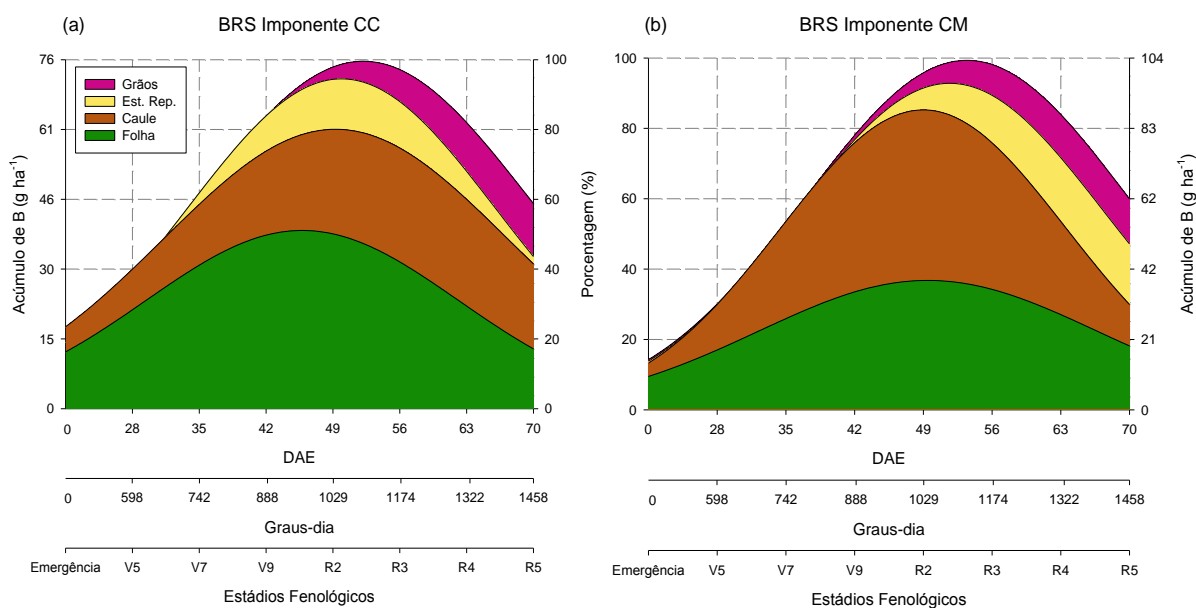 (a)
BRS Imponente CC
Acúmulo de B (g ha-1)
76
61
46
30
15
0
Grãos
Est. Rep.
Caule
Folha
100
80
60
40
20
0
0 28 35 42 49 56 63 70
DAE
0 598 742 888 1029 1174 1322 1458
Graus-dia
Emergência V5 V7 V9 R2 R3 R4 R5
Estádios Fenológicos
(b)
BRS Imponente CM
Porcentagem (%)
100
80
60
40
20
0
104
83
62
42
21
0
Acúmulo de B (g ha-1)
0 28 35 42 49 56 63 70
DAE
0 598 742 888 1029 1174 1322 1458
Graus-dia
Emergência V5 V7 V9 R2 R3 R4 R5
Estádios Fenológicos